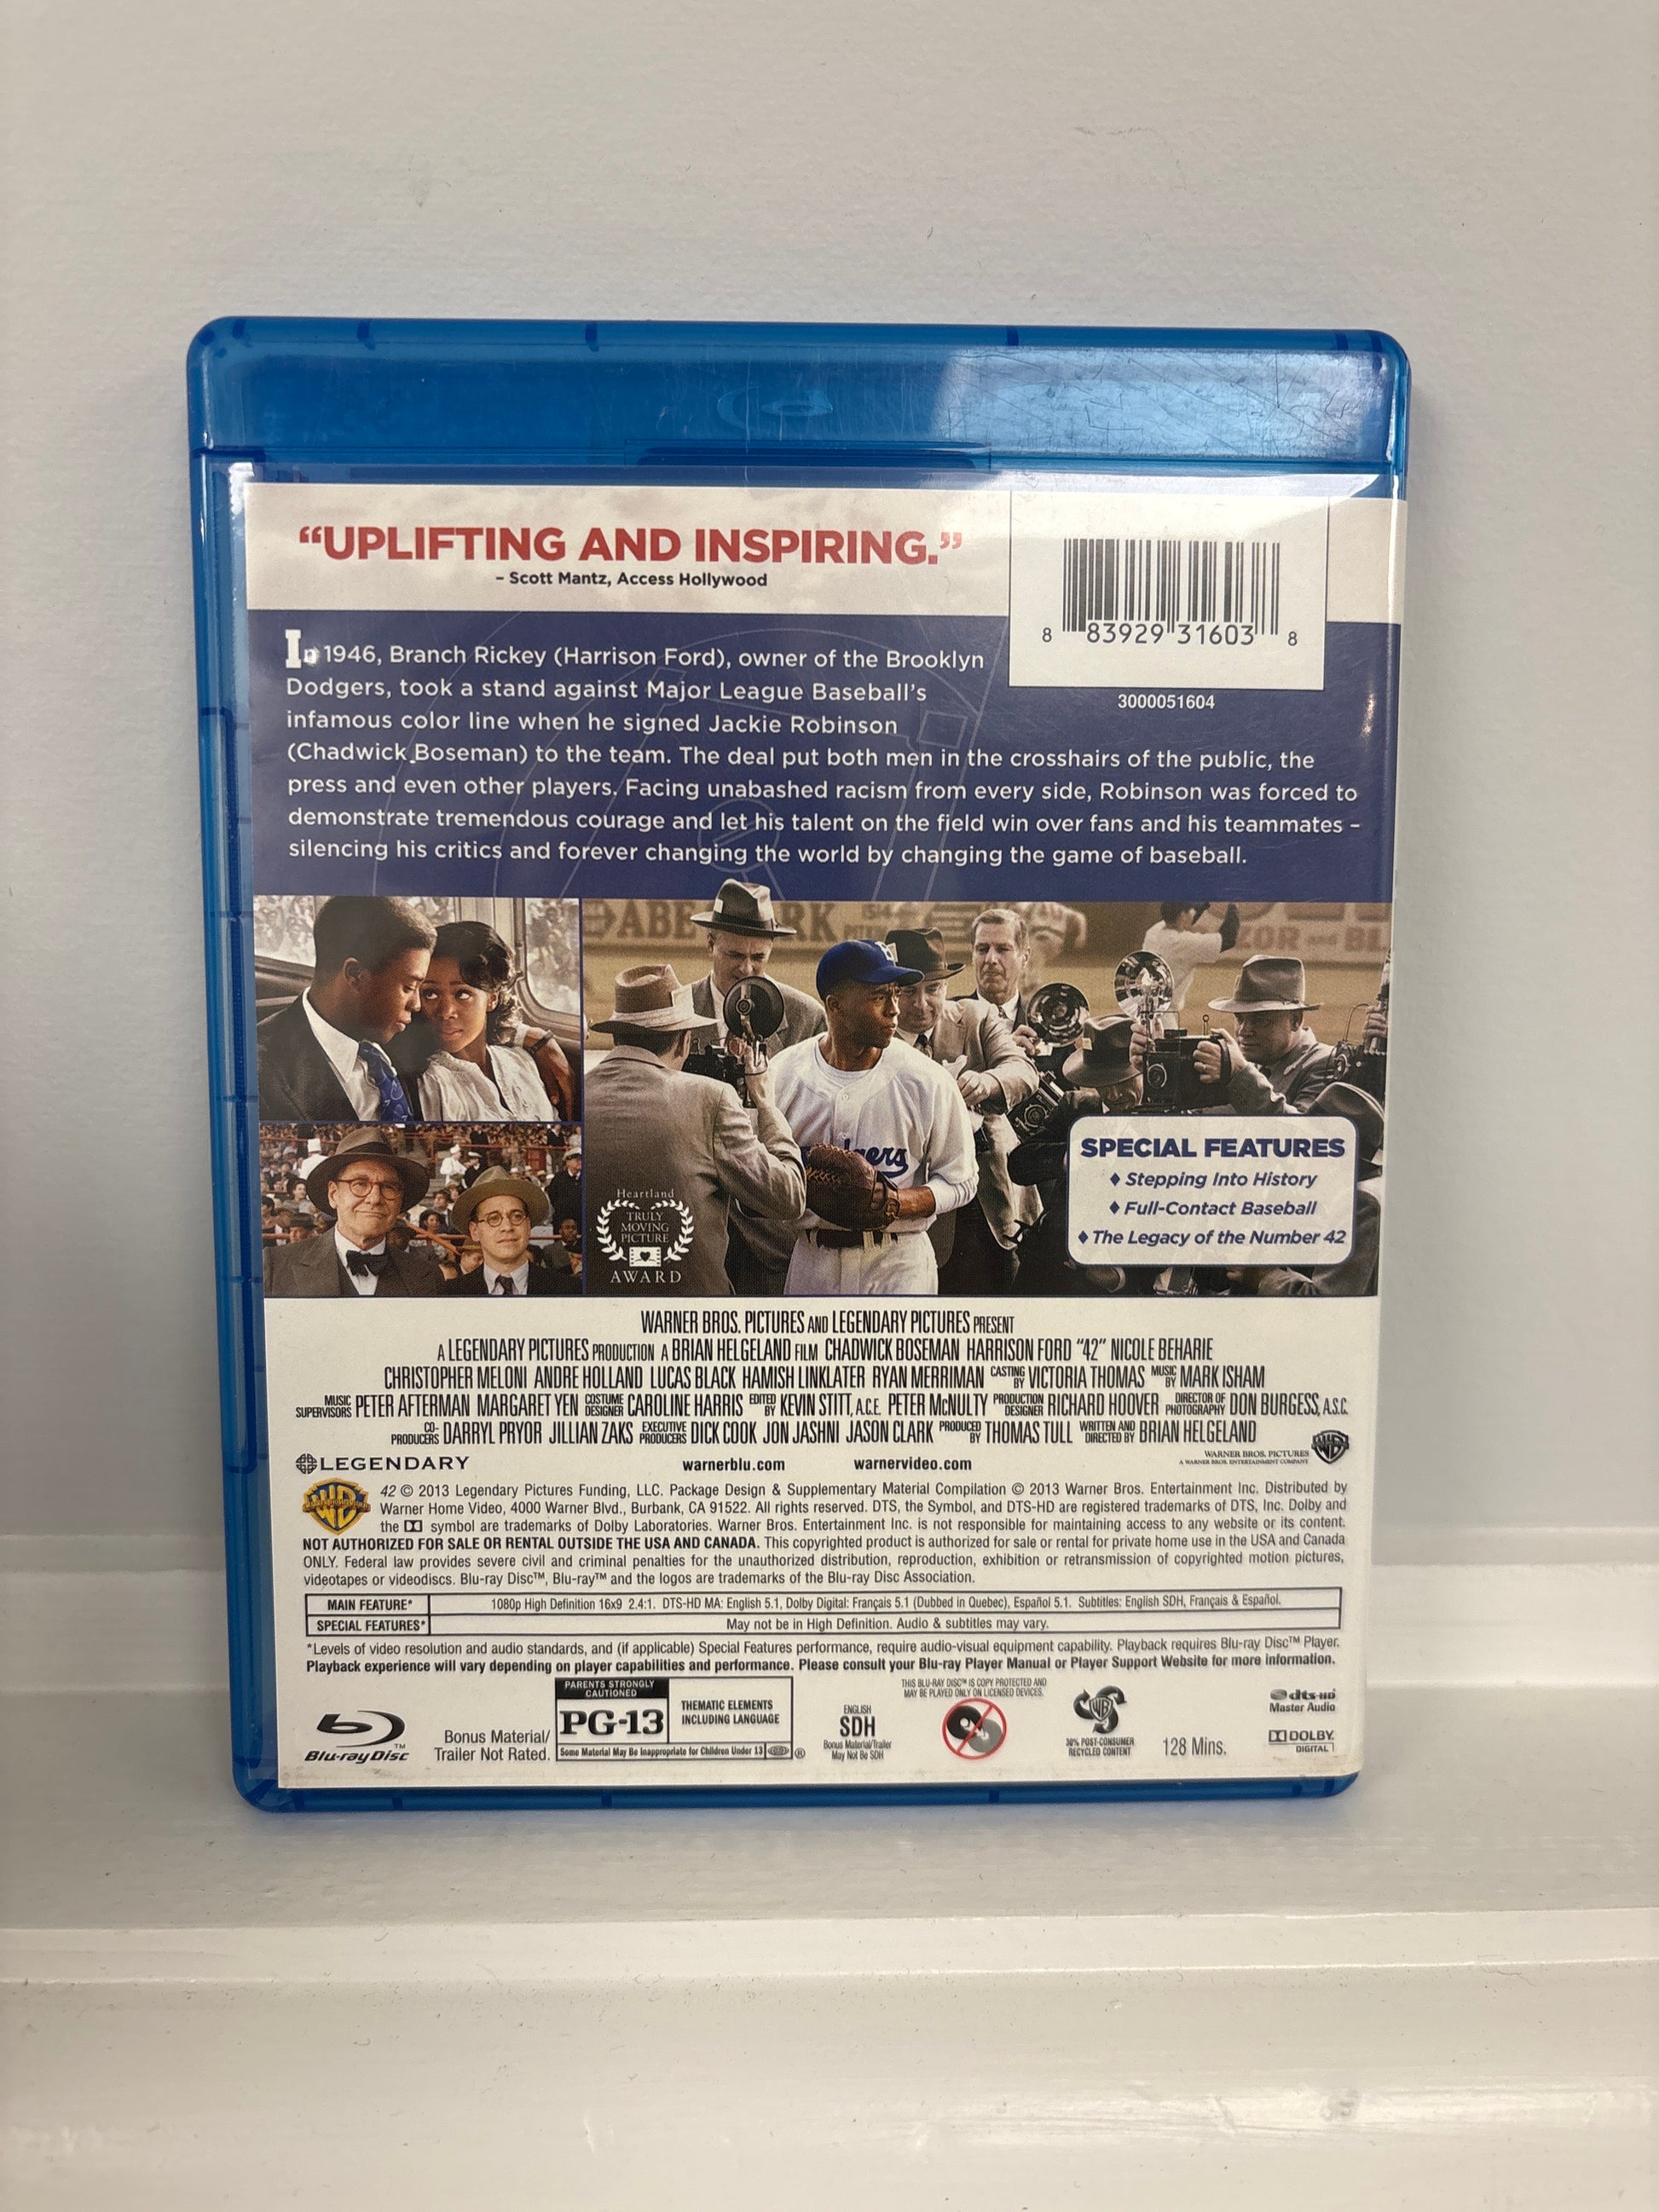 “UPLIFTING AND INSPIRING.”
– Scott Mantz, Access Hollywood
8 83929 31603 8
3000051604
In 1946, Branch Rickey (Harrison Ford), owner of the Brooklyn
Dodgers, took a stand against Major League Baseball’s
infamous color line when he signed Jackie Robinson
(Chadwick Boseman) to the team. The deal put both men in the crosshairs of the public, the
press and even other players. Facing unabashed racism from every side, Robinson was forced to
demonstrate tremendous courage and let his talent on the field win over fans and his teammates –
silencing his critics and forever changing the world by changing the game of baseball.
Heartland
TRULY
MOVING
PICTURE
AWARD
SPECIAL FEATURES
♦ Stepping Into History
♦ Full-Contact Baseball
♦ The Legacy of the Number 42
WARNER BROS. PICTURES AND LEGENDARY PICTURES PRESENT
A LEGENDARY PICTURES PRODUCTION A BRIAN HELGELAND FILM CHADWICK BOSEMAN HARRISON FORD “42” NICOLE BEHARIE
CHRISTOPHER MELONI ANDRE HOLLAND LUCAS BLACK HAMISH LINKLATER RYAN MERRIMAN CASTING BY VICTORIA THOMAS MUSIC BY MARK ISHAM
MUSIC SUPERVISORS PETER AFTERMAN MARGARET YEN COSTUME DESIGNER CAROLINE HARRIS EDITED BY KEVIN STITT, A.C.E. PETER McNULTY PRODUCTION DESIGNER RICHARD HOOVER DIRECTOR OF PHOTOGRAPHY DON BURGESS, A.S.C.
CO-PRODUCERS DARRYL PRYOR JILLIAN ZAKS EXECUTIVE PRODUCERS DICK COOK JON JASHNI JASON CLARK PRODUCED BY THOMAS TULL WRITTEN AND DIRECTED BY BRIAN HELGELAND
LEGENDARY warnerblu.com warnervideo.com WARNER BROS. PICTURES
A WARNER BROS. ENTERTAINMENT COMPANY
42 © 2013 Legendary Pictures Funding, LLC. Package Design & Supplementary Material Compilation © 2013 Warner Bros. Entertainment Inc. Distributed by
Warner Home Video, 4000 Warner Blvd., Burbank, CA 91522. All rights reserved. DTS, the Symbol, and DTS-HD are registered trademarks of DTS, Inc. Dolby and
the symbol are trademarks of Dolby Laboratories. Warner Bros. Entertainment Inc. is not responsible for maintaining access to any website or its content.
NOT AUTHORIZED FOR SALE OR RENTAL OUTSIDE THE USA AND CANADA. This copyrighted product is authorized for sale or rental for private home use in the USA and Canada
ONLY. Federal law provides severe civil and criminal penalties for the unauthorized distribution, reproduction, exhibition or retransmission of copyrighted motion pictures,
videotapes or videodiscs. Blu-ray Disc™, Blu-ray™ and the logos are trademarks of the Blu-ray Disc Association.
MAIN FEATURE* 1080p High Definition 16x9 2.4:1. DTS-HD MA: English 5.1, Dolby Digital: Français 5.1 (Dubbed in Quebec), Español 5.1. Subtitles: English SDH, Français & Español.
SPECIAL FEATURES* May not be in High Definition. Audio & subtitles may vary.
*Levels of video resolution and audio standards, and (if applicable) Special Features performance, require audio-visual equipment capability. Playback requires Blu-ray Disc™ Player.
Playback experience will vary depending on player capabilities and performance. Please consult your Blu-ray Player Manual or Player Support Website for more information.
Blu-ray Disc™
Bonus Material/
Trailer Not Rated.
PARENTS STRONGLY
CAUTIONED
PG-13
THEMATIC ELEMENTS
INCLUDING LANGUAGE
Some Material May Be Inappropriate for Children Under 13
®
ENGLISH
SDH
Bonus Material/Trailer
May Not Be SDH
THIS BLU-RAY DISC™ IS COPY PROTECTED AND
MAY BE PLAYED ONLY ON LICENSED DEVICES.
30% POST-CONSUMER
RECYCLED CONTENT
128 Mins.
dts-HD
Master Audio
DOLBY
DIGITAL